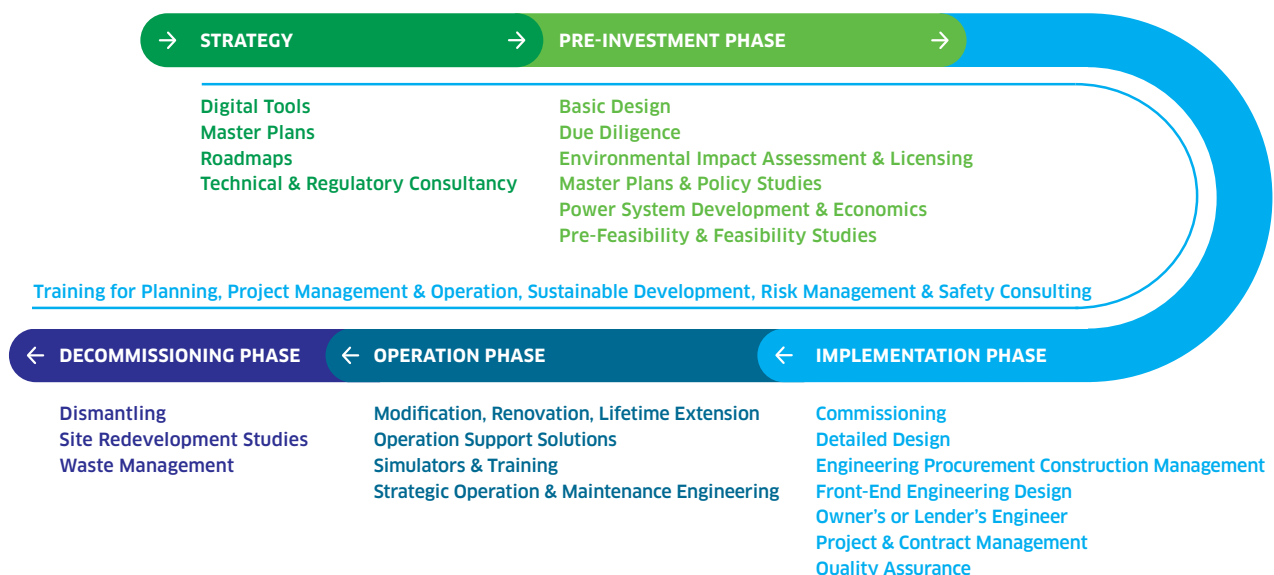 STRATEGY
PRE-INVESTMENT PHASE
Digital Tools
Master Plans
Roadmaps
Technical & Regulatory Consultancy
Basic Design
Due Diligence
Environmental Impact Assessment & Licensing
Master Plans & Policy Studies
Power System Development & Economics
Pre-Feasibility & Feasibility Studies
Training for Planning, Project Management & Operation, Sustainable Development, Risk Management & Safety Consulting
DECOMMISSIONING PHASE
OPERATION PHASE
IMPLEMENTATION PHASE
Dismantling
Site Redevelopment Studies
Waste Management
Modification, Renovation, Lifetime Extension
Operation Support Solutions
Simulators & Training
Strategic Operation & Maintenance Engineering
Commissioning
Detailed Design
Engineering Procurement Construction Management
Front-End Engineering Design
Owner's or Lender's Engineer
Project & Contract Management
Quality Assurance